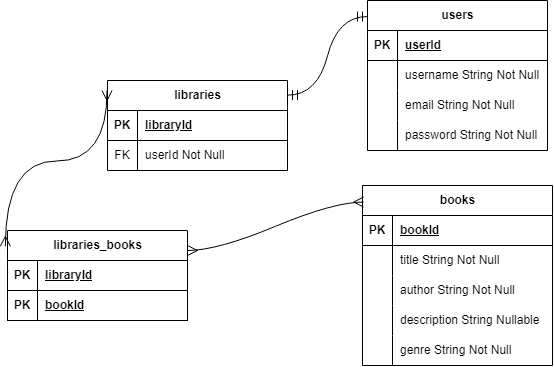 users
PK userId
username String Not Null
email String Not Null
password String Not Null
libraries
PK libraryId
FK userId Not Null
books
PK bookId
title String Not Null
author String Not Null
description String Nullable
genre String Not Null
libraries_books
PK libraryId
PK bookId